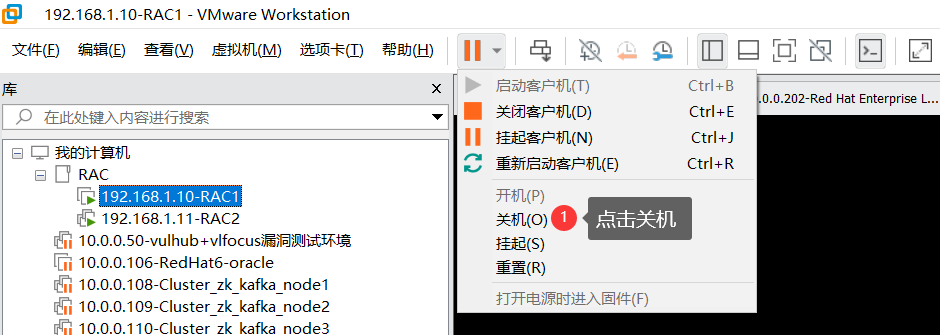 192.168.1.10-RAC1 - VMware Workstation
文件(F) 编辑(E) 查看(V) 虚拟机(M) 选项卡(T) 帮助(H)
库
在此处键入内容进行搜索
我的计算机
RAC
192.168.1.10-RAC1
192.168.1.11-RAC2
10.0.0.50-vulhub+vlfocus漏洞测试环境
10.0.0.106-RedHat6-oracle
10.0.0.108-Cluster_zk_kafka_node1
10.0.0.109-Cluster_zk_kafka_node2
10.0.0.110-Cluster_zk_kafka_node3
启动客户机(T) Ctrl+B
关闭客户机(D) Ctrl+E
挂起客户机(N) Ctrl+J
重新启动客户机(E) Ctrl+R
开机(P)
关机(O) 1 点击关机
挂起(S)
重置(R)
打开电源时进入固件(F)
.0.0.202-Red Hat Enterprise L...